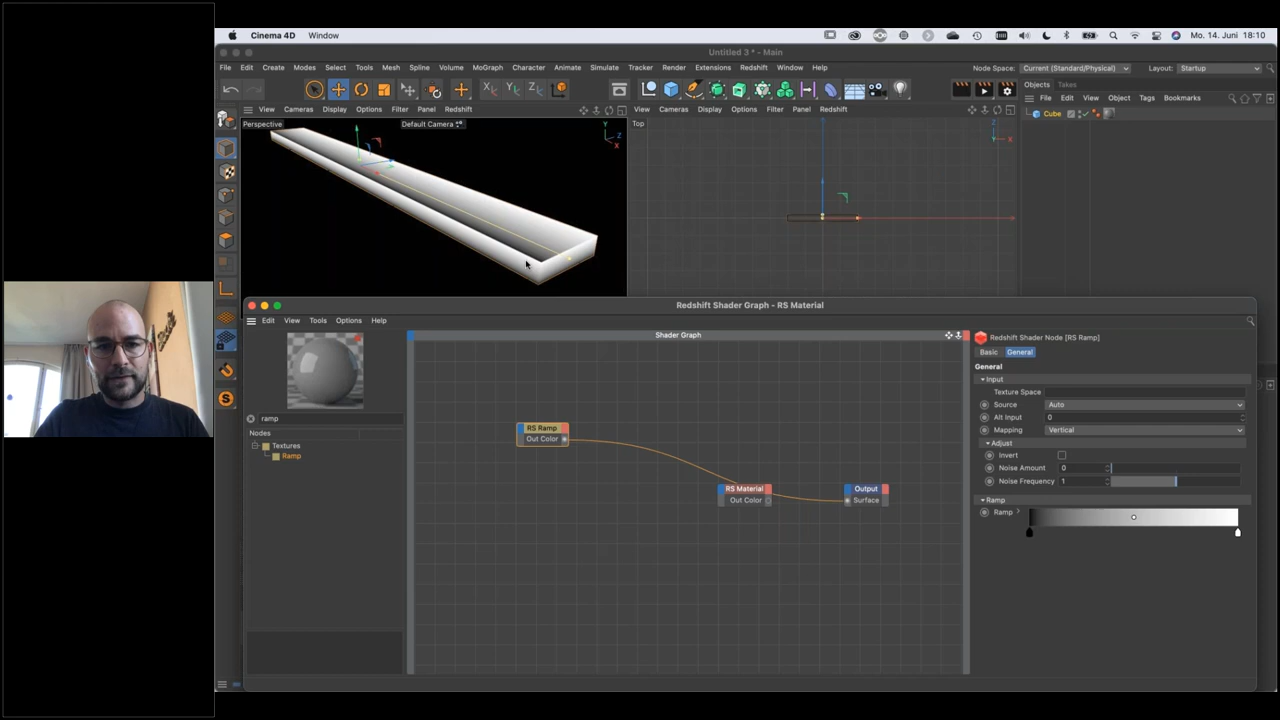 Cinema 4D Window
Mo. 14. Juni 18:10
Untitled 3 * - Main
File Edit Create Modes Select Tools Mesh Spline Volume MoGraph Character Animate Simulate Tracker Render Extensions Redshift Window Help
Node Space: Current (Standard/Physical) Layout: Startup
Objects Takes
File Edit View Object Tags Bookmarks
Cube
View Cameras Display Options Filter Panel Redshift
Perspective Default Camera
View Cameras Display Options Filter Panel Redshift
Top
X Y Z
Redshift Shader Graph - RS Material
Edit View Tools Options Help
Shader Graph
ramp
Nodes
Textures
Ramp
RS Ramp
Out Color
RS Material
Out Color
Output
Surface
Redshift Shader Node [RS Ramp]
Basic General
General
Input
Texture Space
Source Auto
Alt Input 0
Mapping Vertical
Adjust
Invert
Noise Amount 0
Noise Frequency 1
Ramp
Ramp